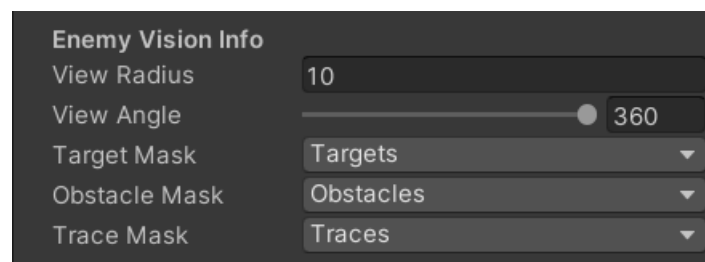 Enemy Vision Info
View Radius 10
View Angle 360
Target Mask Targets
Obstacle Mask Obstacles
Trace Mask Traces